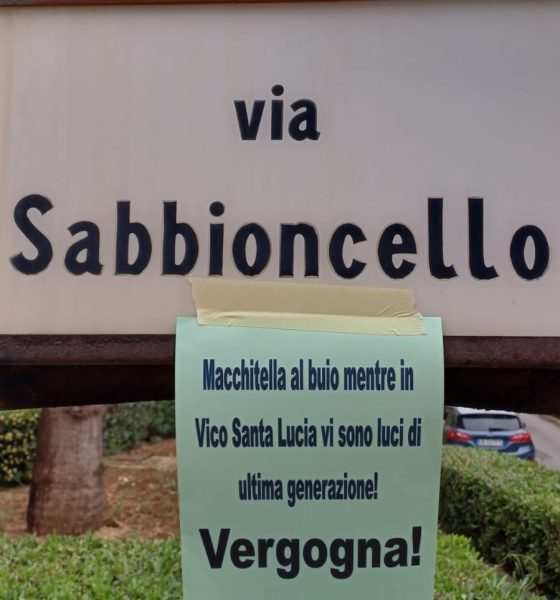 via
Sabbioncello
Macchitella al buio mentre in
Vico Santa Lucia vi sono luci di
ultima generazione!
Vergogna!